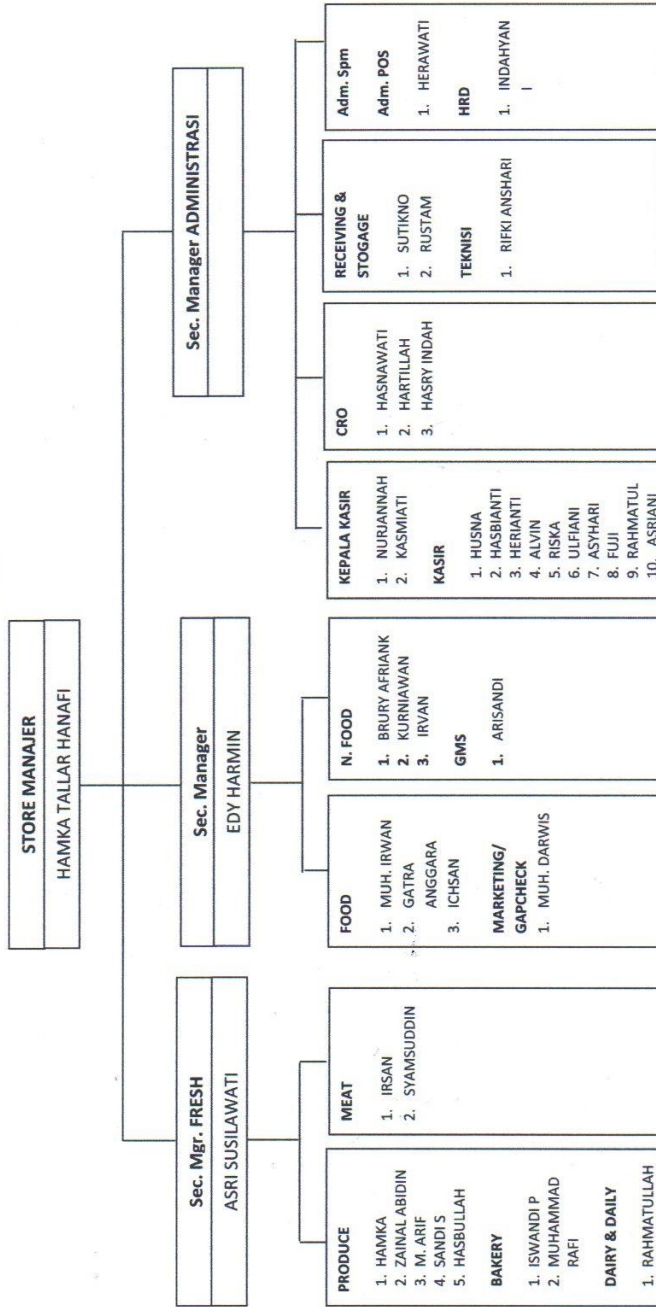 STORE MANAJER
HAMKA TALLAR HANAFI
Sec. Mgr. FRESH
ASRI SUSILAWATI
Sec. Manager
EDY HARMIN
Sec. Manager ADMINISTRASI
PRODUCE
1. HAMKA
2. ZAINAL ABIDIN
3. M. ARIF
4. SANDI S
5. HASBULLAH
BAKERY
1. ISWANDI P
2. MUHAMMAD
RAFI
DAIRY & DAILY
1. RAHMATULLAH
MEAT
1. IRSAN
2. SYAMSUDDIN
FOOD
1. MUH. IRWAN
2. GATRA
ANGGARA
3. ICHSAN
MARKETING/
GAPCHECK
1. MUH. DARWIS
N. FOOD
1. BRURY AFRIANK
2. KURNIAWAN
3. IRVAN
GMS
1. ARISANDI
KEPALA KASIR
1. NURJANNAH
2. KASMIATI
KASIR
1. HUSNA
2. HASBIANTI
3. HERIANTI
4. ALVIN
5. RISKA
6. ULFIANI
7. ASYHARI
8. FUJI
9. RAHMATUL
10. ASRIANI
CRO
1. HASNAWATI
2. HARTILLAH
3. HASRY INDAH
RECEIVING &
STOGAGE
1. SUTIKNO
2. RUSTAM
TEKNISI
1. RIFKI ANSHARI
Adm. Spm
Adm. POS
1. HERAWATI
HRD
1. INDAHYAN
I